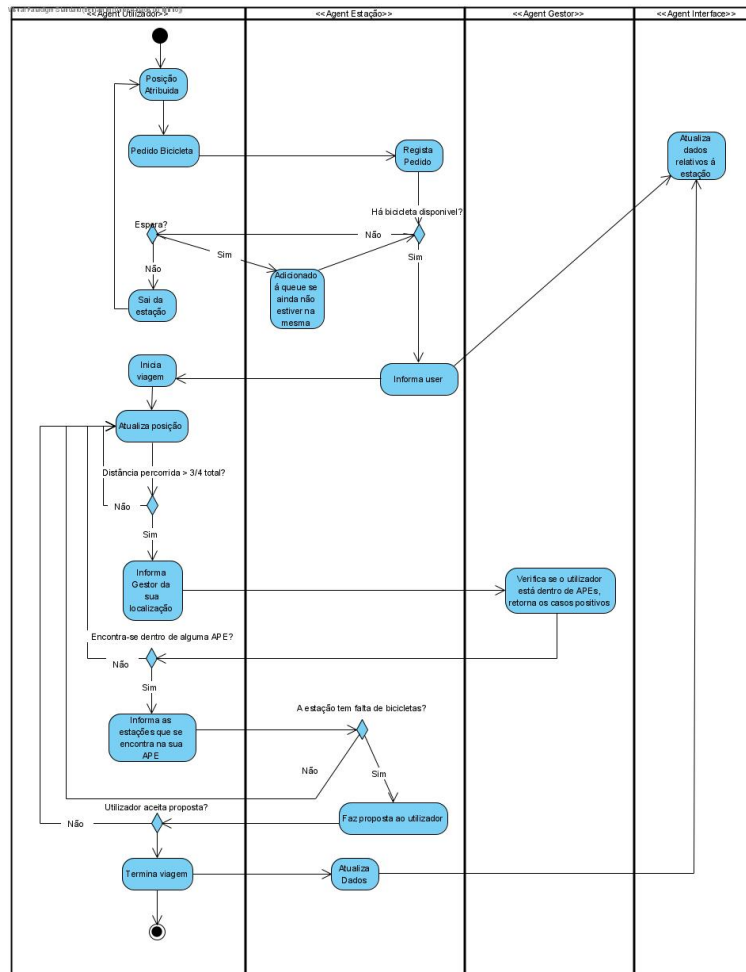 <<Agent Utilizador>>
<<Agent Estação>>
<<Agent Gestor>>
<<Agent Interface>>
Posição
Atribuida
Pedido Bicicleta
Regista
Pedido
Atualiza
dados
relativos á
estação
Há bicicleta disponivel?
Espera?
Não
Sim
Sim
Não
Adicionado
á queue se
ainda não
estiver na
mesma
Sai da
estação
Inicia
viagem
Informa user
Atualiza posição
Distância percorrida > 3/4 total?
Não
Sim
Informa
Gestor da
sua
localização
Verifica se o utilizador
está dentro de APEs,
retorna os casos positivos
Encontra-se dentro de alguma APE?
Não
Sim
Informa as
estações que se
encontra na sua
APE
A estação tem falta de bicicletas?
Não
Sim
Utilizador aceita proposta?
Não
Faz proposta ao utilizador
Termina viagem
Atualiza
Dados